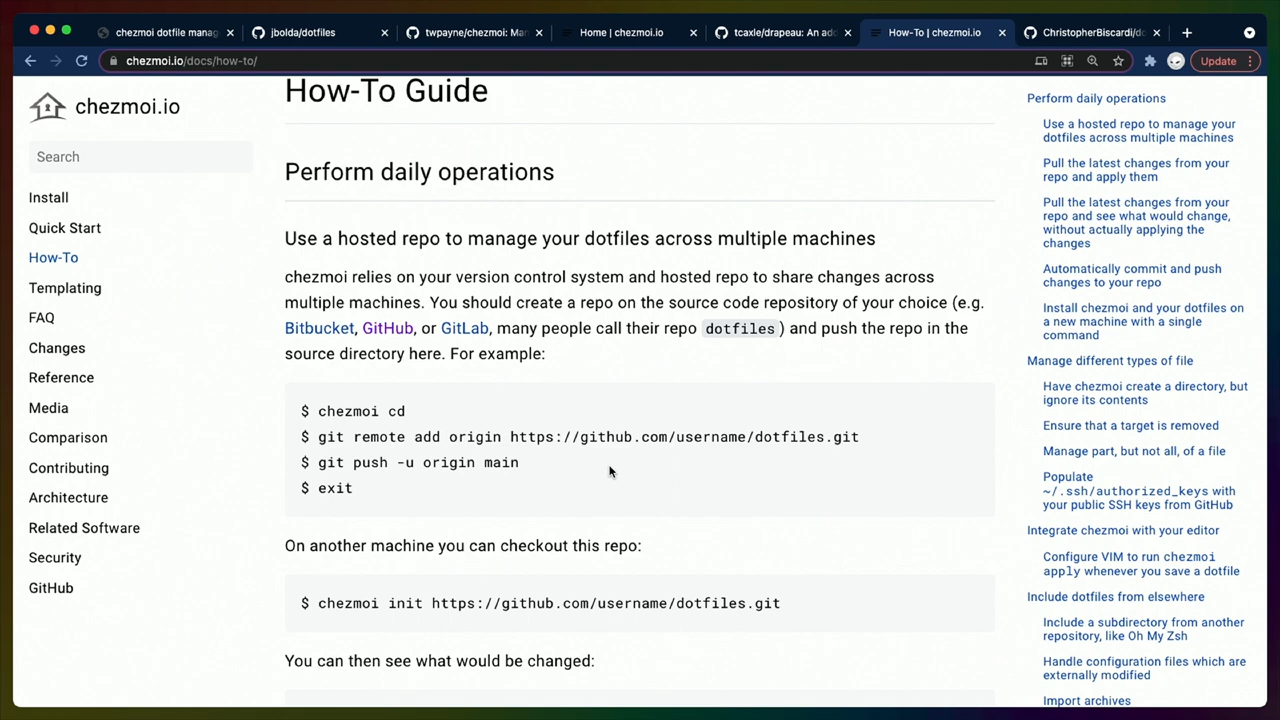 chezmoi dotfile manag
jbolda/dotfiles
twpayne/chezmoi: Ma
Home | chezmoi.io
tcaxle/drapeau: An ad
How-To | chezmoi.io
ChristopherBiscardi/d
chezmoi.io/docs/how-to/
Update
chezmoi.io
Search
Install
Quick Start
How-To
Templating
FAQ
Changes
Reference
Media
Comparison
Contributing
Architecture
Related Software
Security
GitHub
How-To Guide
Perform daily operations
Use a hosted repo to manage your dotfiles across multiple machines
chezmoi relies on your version control system and hosted repo to share changes across
multiple machines. You should create a repo on the source code repository of your choice (e.g.
Bitbucket, GitHub, or GitLab, many people call their repo dotfiles) and push the repo in the
source directory here. For example:
$ chezmoi cd
$ git remote add origin https://github.com/username/dotfiles.git
$ git push -u origin main
$ exit
On another machine you can checkout this repo:
$ chezmoi init https://github.com/username/dotfiles.git
You can then see what would be changed:
Perform daily operations
Use a hosted repo to manage your
dotfiles across multiple machines
Pull the latest changes from your
repo and apply them
Pull the latest changes from your
repo and see what would change,
without actually applying the
changes
Automatically commit and push
changes to your repo
Install chezmoi and your dotfiles on
a new machine with a single
command
Manage different types of file
Have chezmoi create a directory, but
ignore its contents
Ensure that a target is removed
Manage part, but not all, of a file
Populate
~/.ssh/authorized_keys with
your public SSH keys from GitHub
Integrate chezmoi with your editor
Configure VIM to run chezmoi
apply whenever you save a dotfile
Include dotfiles from elsewhere
Include a subdirectory from another
repository, like Oh My Zsh
Handle configuration files which are
externally modified
Import archives